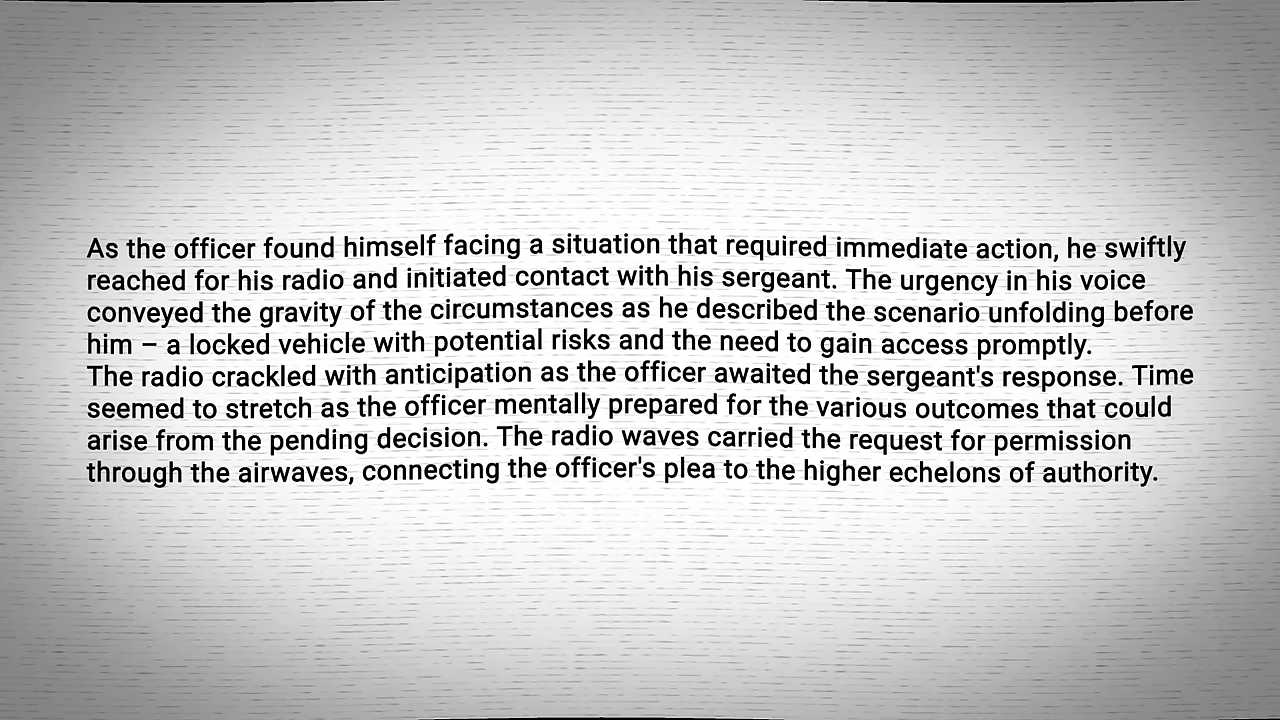 As the officer found himself facing a situation that required immediate action, he swiftly
reached for his radio and initiated contact with his sergeant. The urgency in his voice
conveyed the gravity of the circumstances as he described the scenario unfolding before
him – a locked vehicle with potential risks and the need to gain access promptly.
The radio crackled with anticipation as the officer awaited the sergeant's response. Time
seemed to stretch as the officer mentally prepared for the various outcomes that could
arise from the pending decision. The radio waves carried the request for permission
through the airwaves, connecting the officer's plea to the higher echelons of authority.